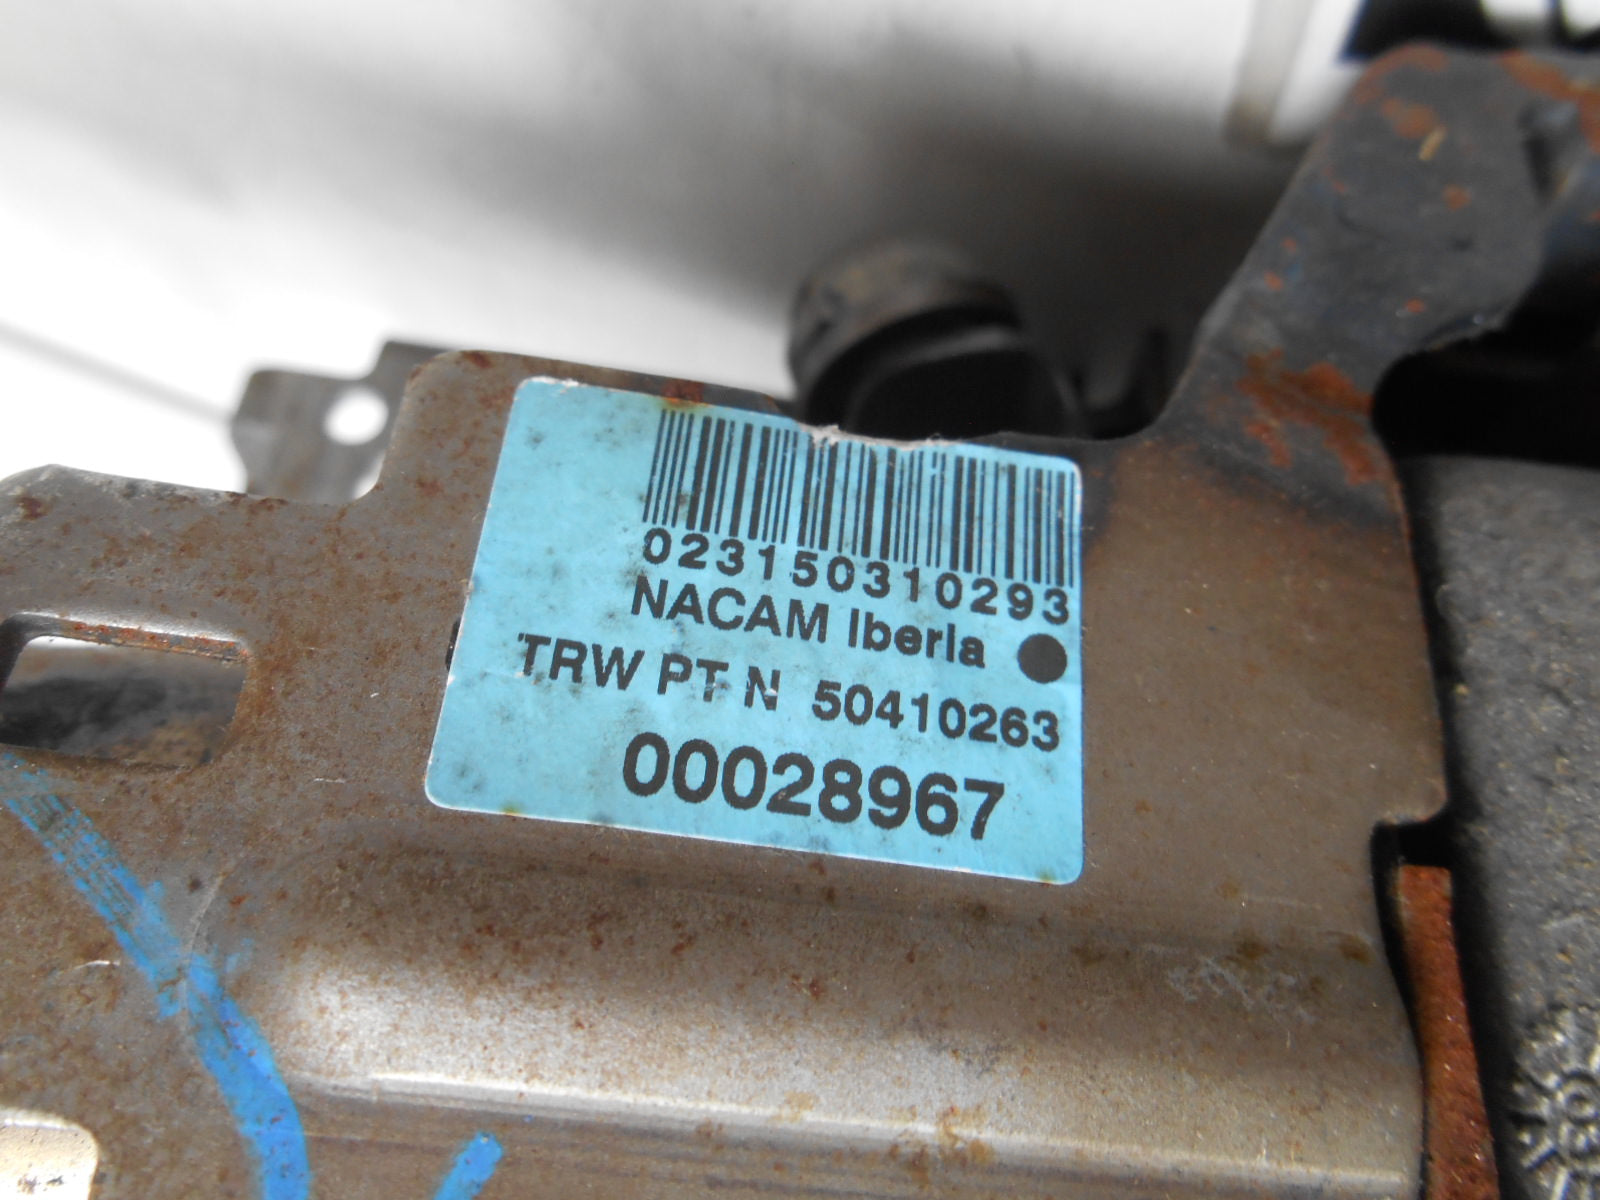 023150310293
NACAM Iberia
TRW PT N 50410263
00028967